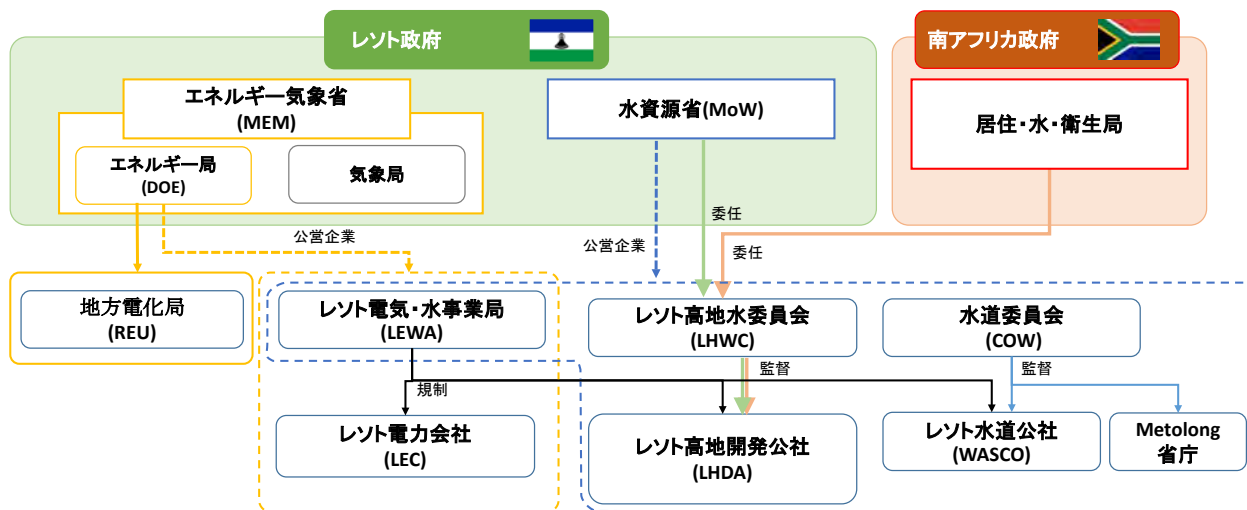 レソト政府
南アフリカ政府
エネルギー気象省
(MEM)
水資源省(MoW)
居住・水・衛生局
エネルギー局
(DOE)
気象局
委任
公営企業
公営企業
委任
地方電化局
(REU)
レソト電気・水事業局
(LEWA)
レソト高地水委員会
(LHWC)
水道委員会
(COW)
規制
監督
監督
レソト電力会社
(LEC)
レソト高地開発公社
(LHDA)
レソト水道公社
(WASCO)
Metolong
省庁